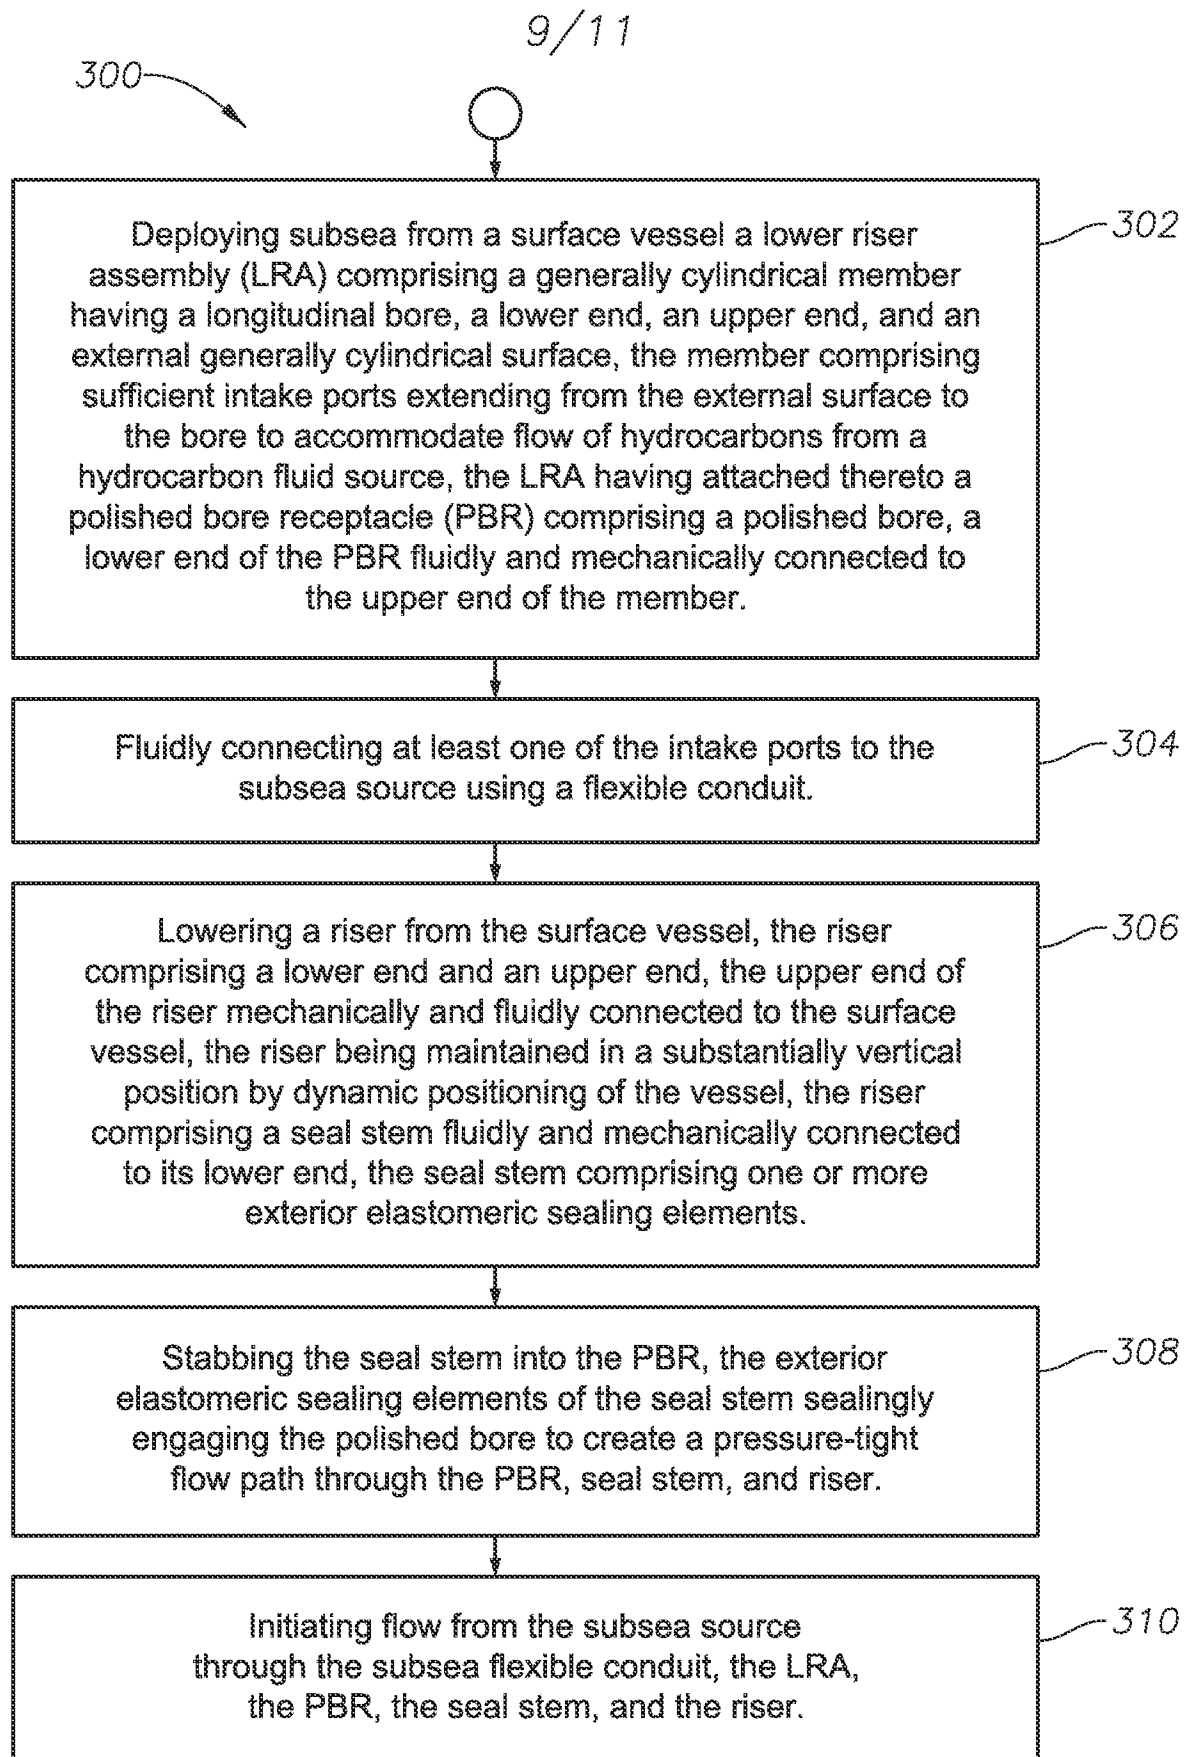 9/11
300
302
Deploying subsea from a surface vessel a lower riser
assembly (LRA) comprising a generally cylindrical member
having a longitudinal bore, a lower end, an upper end, and an
external generally cylindrical surface, the member comprising
sufficient intake ports extending from the external surface to
the bore to accommodate flow of hydrocarbons from a
hydrocarbon fluid source, the LRA having attached thereto a
polished bore receptacle (PBR) comprising a polished bore, a
lower end of the PBR fluidly and mechanically connected to
the upper end of the member.
304
Fluidly connecting at least one of the intake ports to the
subsea source using a flexible conduit.
306
Lowering a riser from the surface vessel, the riser
comprising a lower end and an upper end, the upper end of
the riser mechanically and fluidly connected to the surface
vessel, the riser being maintained in a substantially vertical
position by dynamic positioning of the vessel, the riser
comprising a seal stem fluidly and mechanically connected
to its lower end, the seal stem comprising one or more
exterior elastomeric sealing elements.
308
Stabbing the seal stem into the PBR, the exterior
elastomeric sealing elements of the seal stem sealingly
engaging the polished bore to create a pressure-tight
flow path through the PBR, seal stem, and riser.
310
Initiating flow from the subsea source
through the subsea flexible conduit, the LRA,
the PBR, the seal stem, and the riser.